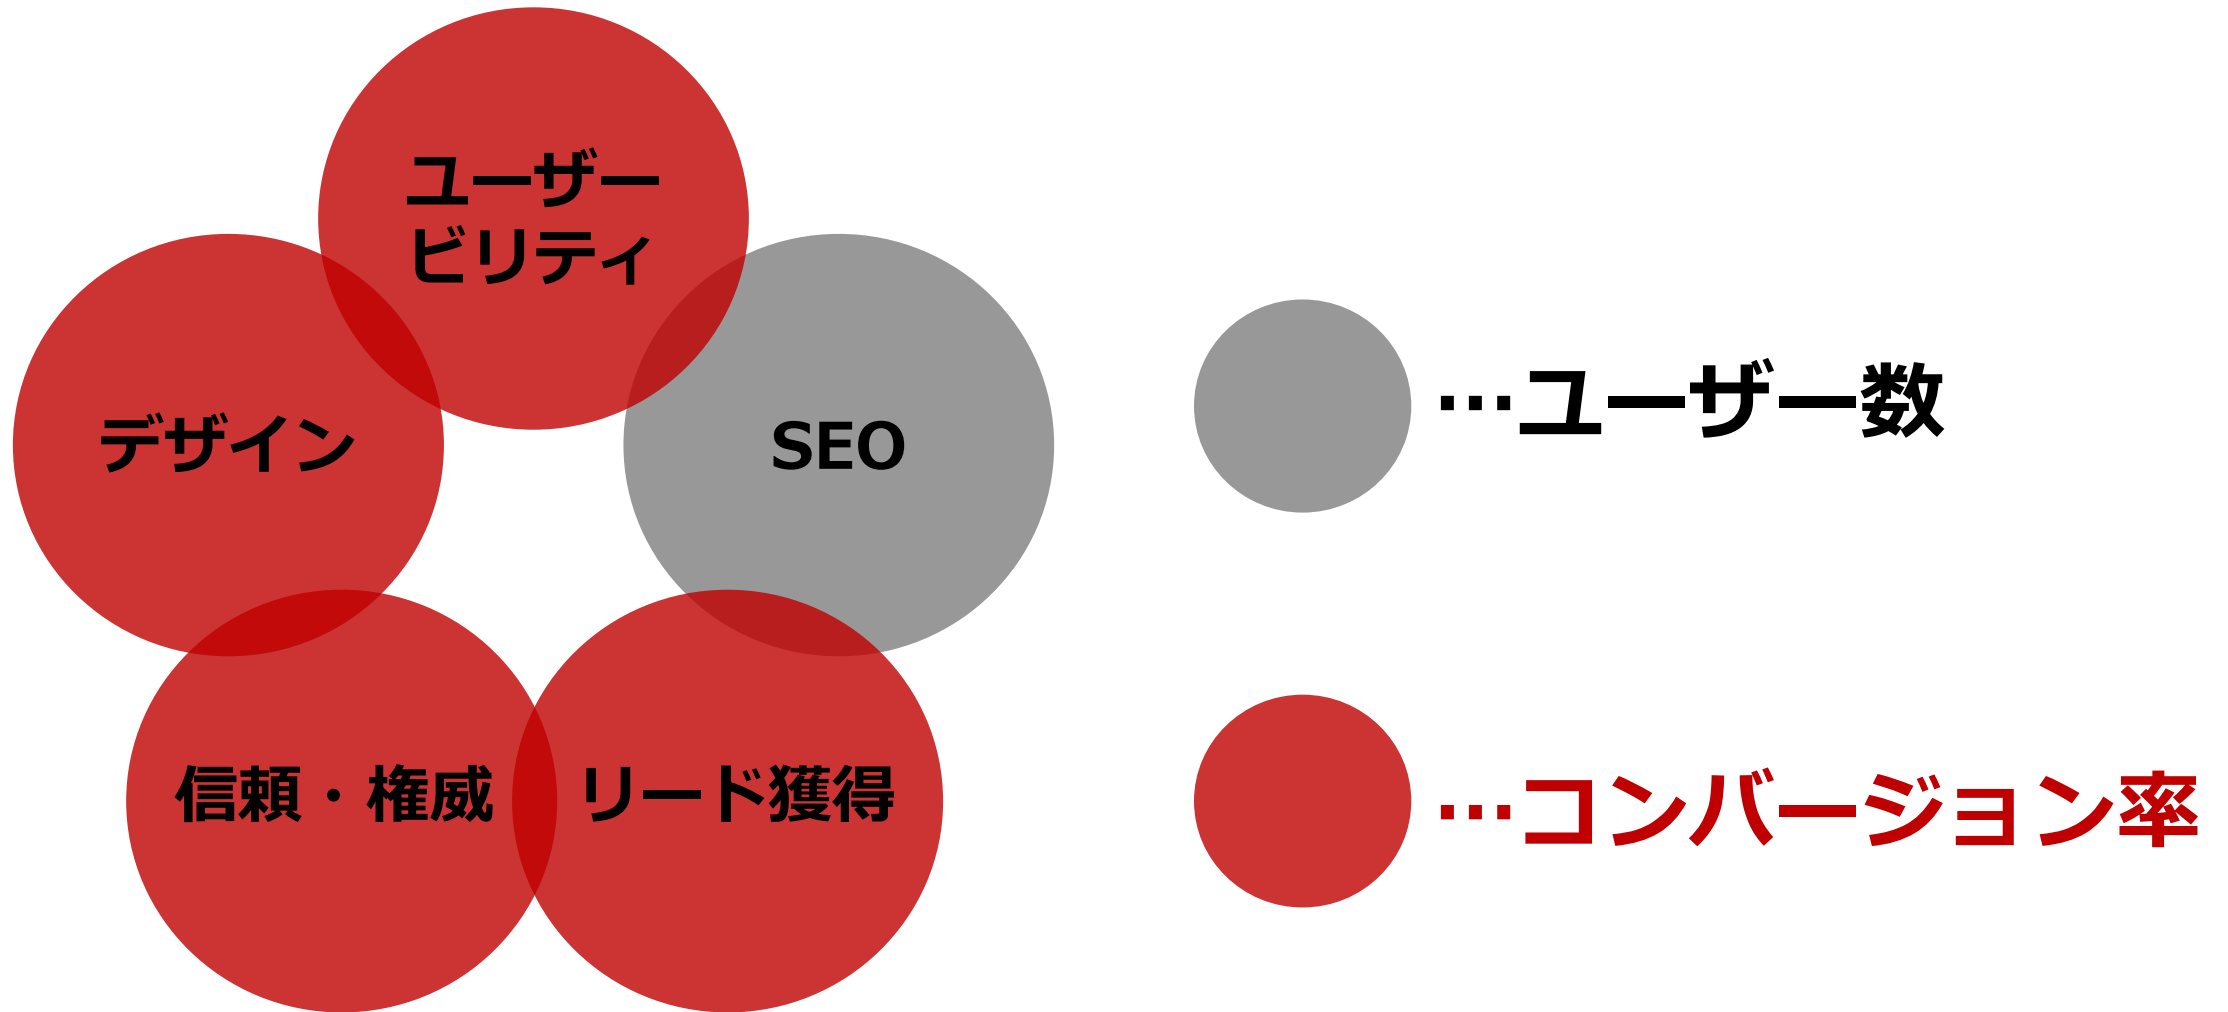 ユーザー
ビリティ
デザイン
SEO
信頼・権威
リード獲得
…ユーザー数
…コンバージョン率